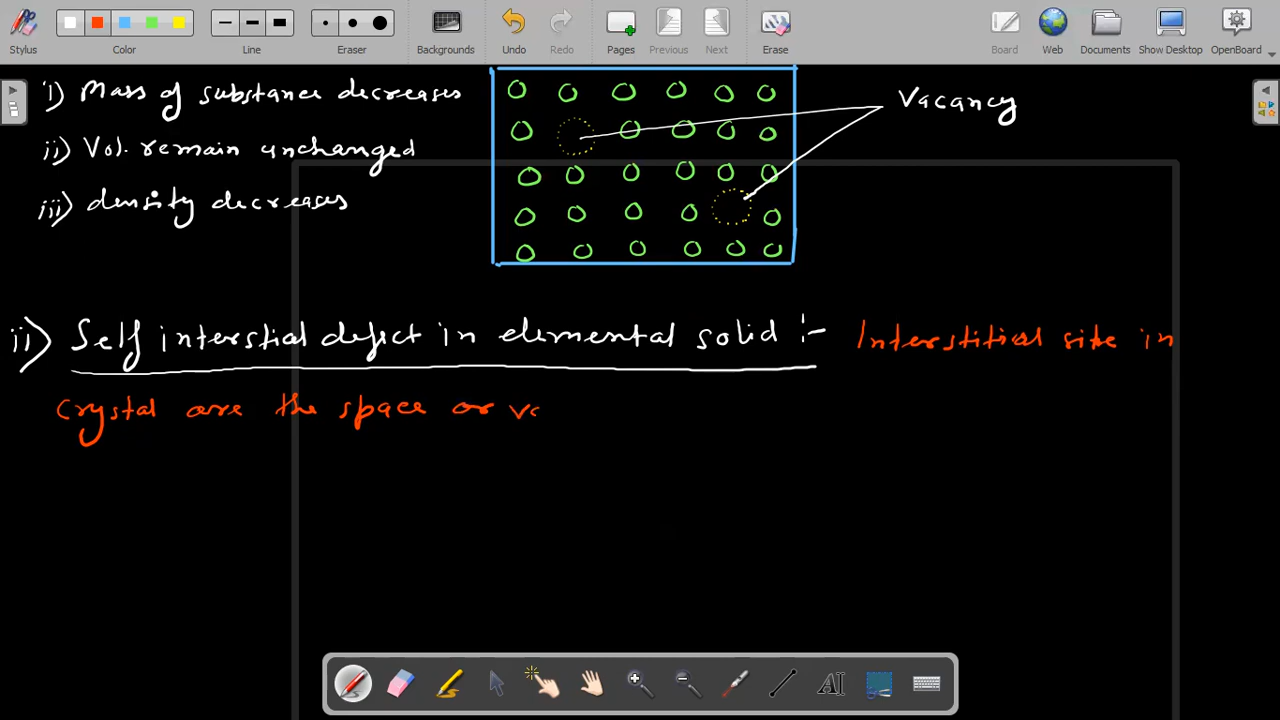 Stylus Color Line Eraser Backgrounds Undo Redo Pages Previous Next Erase Board Web Documents Show Desktop OpenBoard
i) Mass of substance decreases
Vacancy
ii) Vol. remain unchanged
iii) density decreases
ii) Self interstial defect in elemental solid :- Interstitial site in
Crystal are the space or va
AI